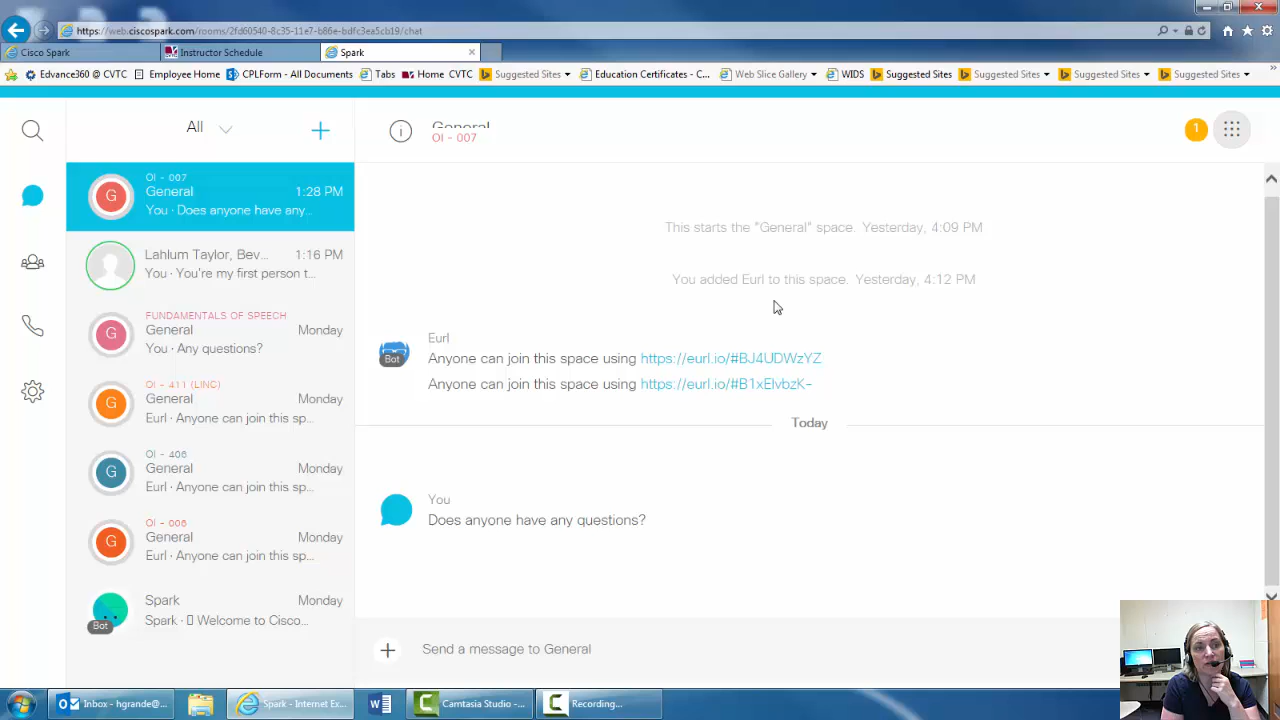 https://web.ciscospark.com/rooms/2fd60540-8c35-11e7-b86e-bdfc3ea5cb19/chat
Cisco Spark
Instructor Schedule
Spark
Edvance360 @ CVTC
Employee Home
CPLForm - All Documents
Tabs
Home CVTC
Suggested Sites
Education Certificates - C...
Web Slice Gallery
WIDS
Suggested Sites
Suggested Sites
Suggested Sites
Suggested Sites
All
General
OI - 007
1
OI - 007
G
General 1:28 PM
You · Does anyone have any...
Lahlum Taylor, Bev... 1:16 PM
You · You're my first person t...
FUNDAMENTALS OF SPEECH
G
General Monday
You · Any questions?
OI - 411 (LINC)
G
General Monday
Eurl · Anyone can join this sp...
OI - 406
G
General Monday
Eurl · Anyone can join this sp...
OI - 006
G
General Monday
Eurl · Anyone can join this sp...
Spark Monday
Bot
Spark · Welcome to Cisco...
This starts the "General" space. Yesterday, 4:09 PM
You added Eurl to this space. Yesterday, 4:12 PM
Eurl
Bot
Anyone can join this space using https://eurl.io/#BJ4UDWzYZ
Anyone can join this space using https://eurl.io/#B1xElvbzK-
Today
You
Does anyone have any questions?
Send a message to General
Inbox - hgrande@...
Spark - Internet Ex...
Camtasia Studio -...
Recording...